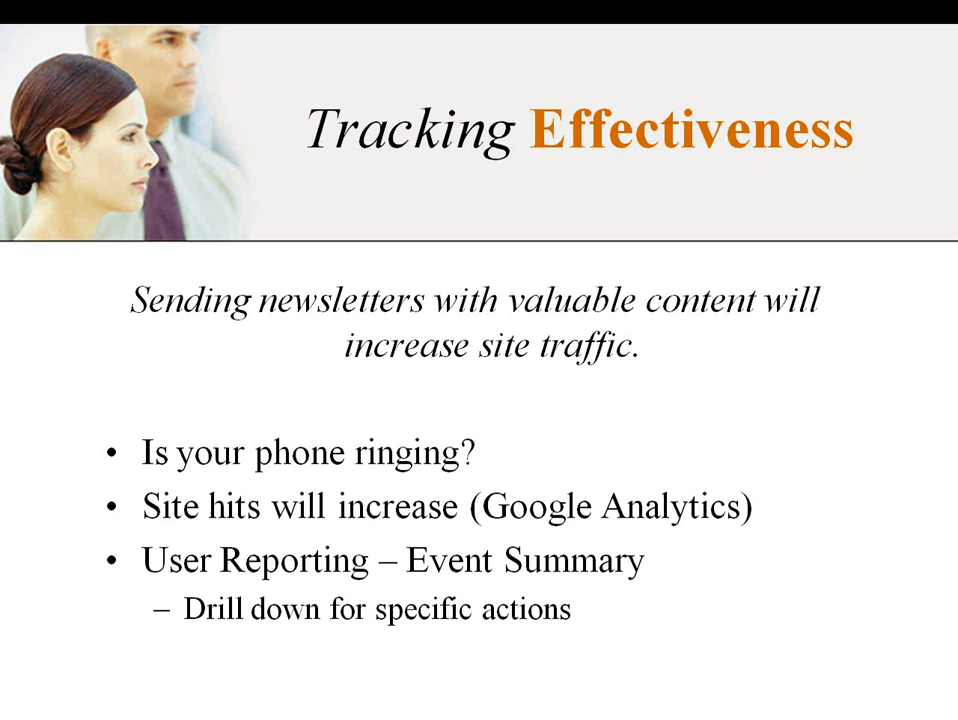 Tracking Effectiveness
Sending newsletters with valuable content will
increase site traffic.
• Is your phone ringing?
• Site hits will increase (Google Analytics)
• User Reporting – Event Summary
– Drill down for specific actions